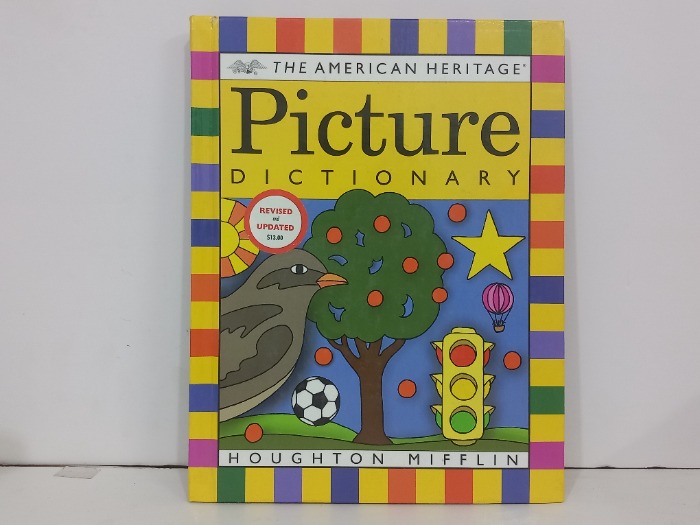 THE AMERICAN HERITAGE®
Picture
DICTIONARY
REVISED
and
UPDATED
$13.00
HOUGHTON MIFFLIN